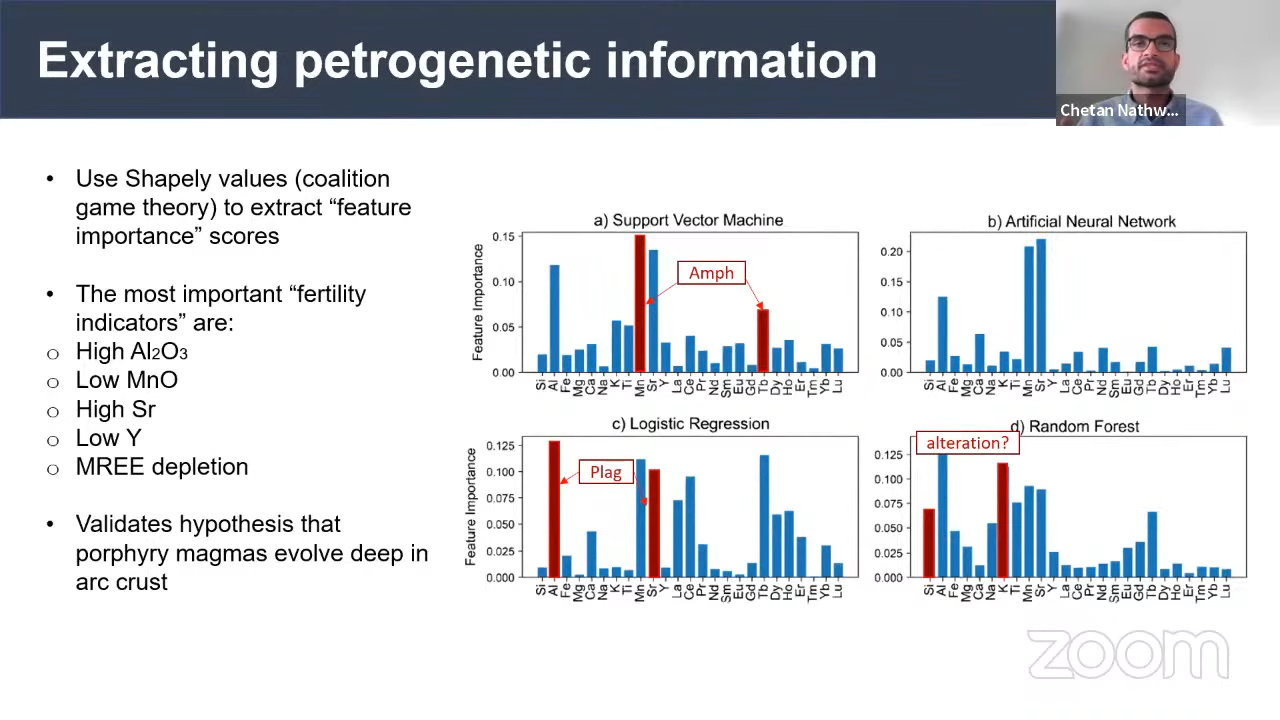 Extracting petrogenetic information
Chetan Nathw...
• Use Shapely values (coalition
game theory) to extract “feature
importance” scores
• The most important “fertility
indicators” are:
o High Al2O3
o Low MnO
o High Sr
o Low Y
o MREE depletion
• Validates hypothesis that
porphyry magmas evolve deep in
arc crust
a) Support Vector Machine
Feature Importance
0.15
0.10
0.05
0.00
Amph
Si Al Fe Mg Ca Na K Ti Mn Sr Y La Ce Pr Nd Sm Eu Gd Tb Dy Ho Er Tm Yb Lu
b) Artificial Neural Network
0.20
0.15
0.10
0.05
0.00
Si Al Fe Mg Ca Na K Ti Mn Sr Y La Ce Pr Nd Sm Eu Gd Tb Dy Ho Er Tm Yb Lu
c) Logistic Regression
Feature Importance
0.125
0.100
0.075
0.050
0.025
0.000
Plag
Si Al Fe Mg Ca Na K Ti Mn Sr Y La Ce Pr Nd Sm Eu Gd Tb Dy Ho Er Tm Yb Lu
d) Random Forest
alteration?
0.125
0.100
0.075
0.050
0.025
0.000
Si Al Fe Mg Ca Na K Ti Mn Sr Y La Ce Pr Nd Sm Eu Gd Tb Dy Ho Er Tm Yb Lu
zoom